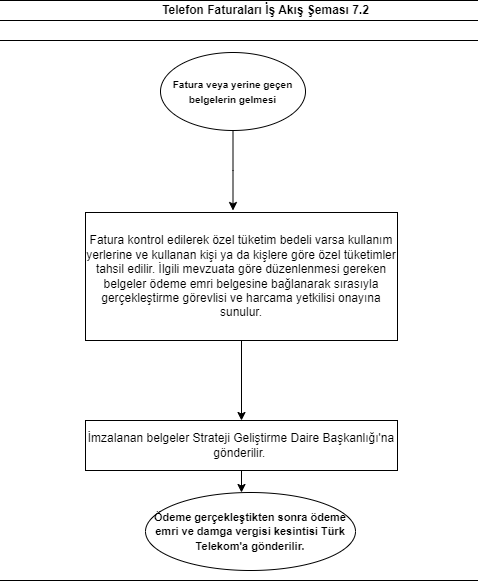 Telefon Faturaları İş Akış Şeması 7.2
Fatura veya yerine geçen
belgelerin gelmesi
Fatura kontrol edilerek özel tüketim bedeli varsa kullanım
yerlerine ve kullanan kişi ya da kişlere göre özel tüketimler
tahsil edilir. İlgili mevzuata göre düzenlenmesi gereken
belgeler ödeme emri belgesine bağlanarak sırasıyla
gerçekleştirme görevlisi ve harcama yetkilisi onayına
sunulur.
İmzalanan belgeler Strateji Geliştirme Daire Başkanlığı'na
gönderilir.
Ödeme gerçekleştikten sonra ödeme
emri ve damga vergisi kesintisi Türk
Telekom'a gönderilir.